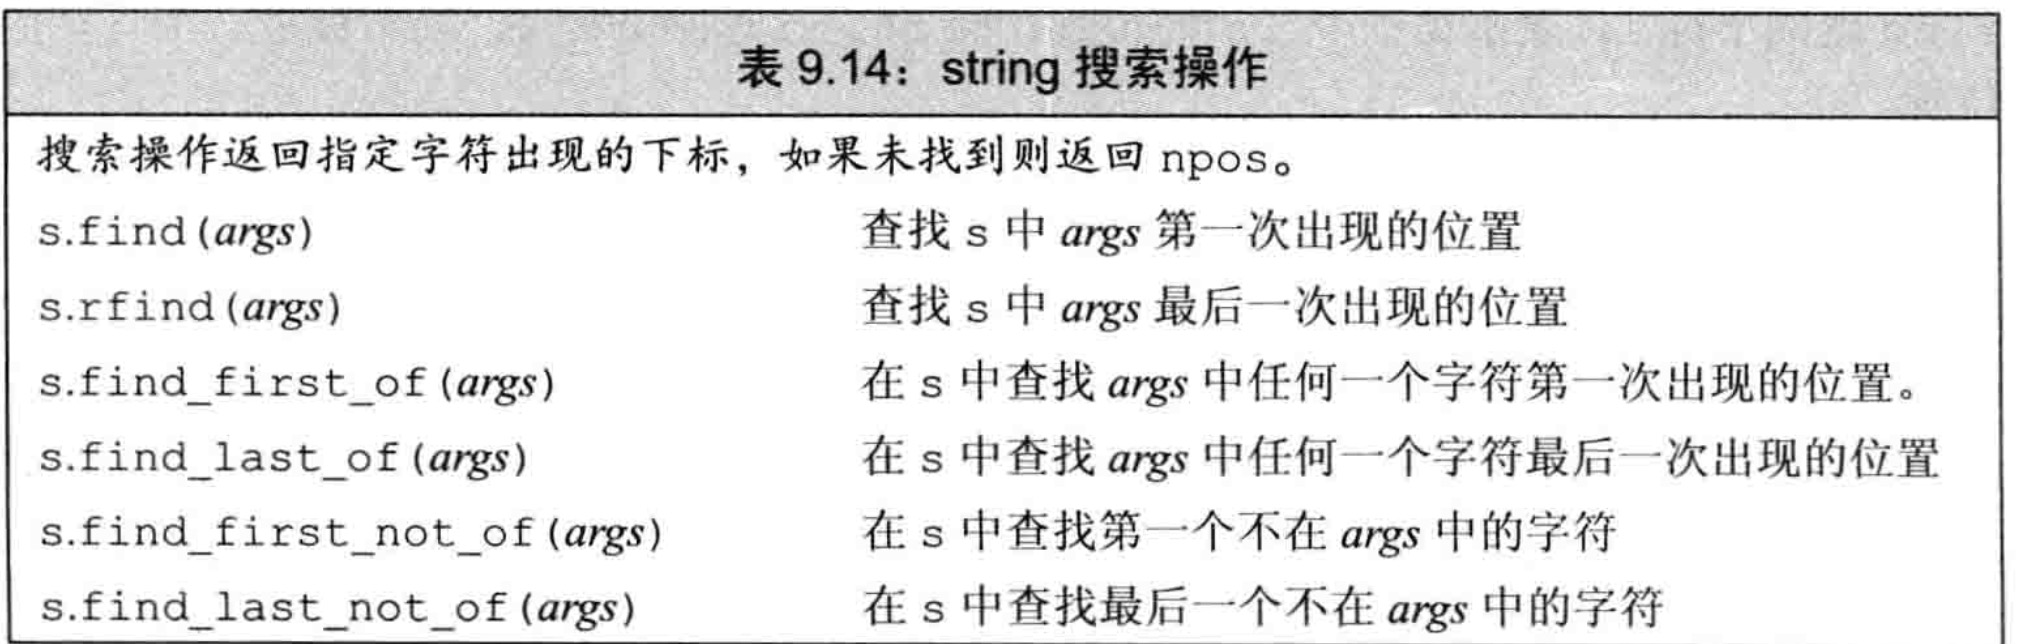 表 9.14：string 搜索操作
搜索操作返回指定字符出现的下标，如果未找到则返回 npos。
s.find(args) 查找 s 中 args 第一次出现的位置
s.rfind(args) 查找 s 中 args 最后一次出现的位置
s.find_first_of(args) 在 s 中查找 args 中任何一个字符第一次出现的位置。
s.find_last_of(args) 在 s 中查找 args 中任何一个字符最后一次出现的位置
s.find_first_not_of(args) 在 s 中查找第一个不在 args 中的字符
s.find_last_not_of(args) 在 s 中查找最后一个不在 args 中的字符